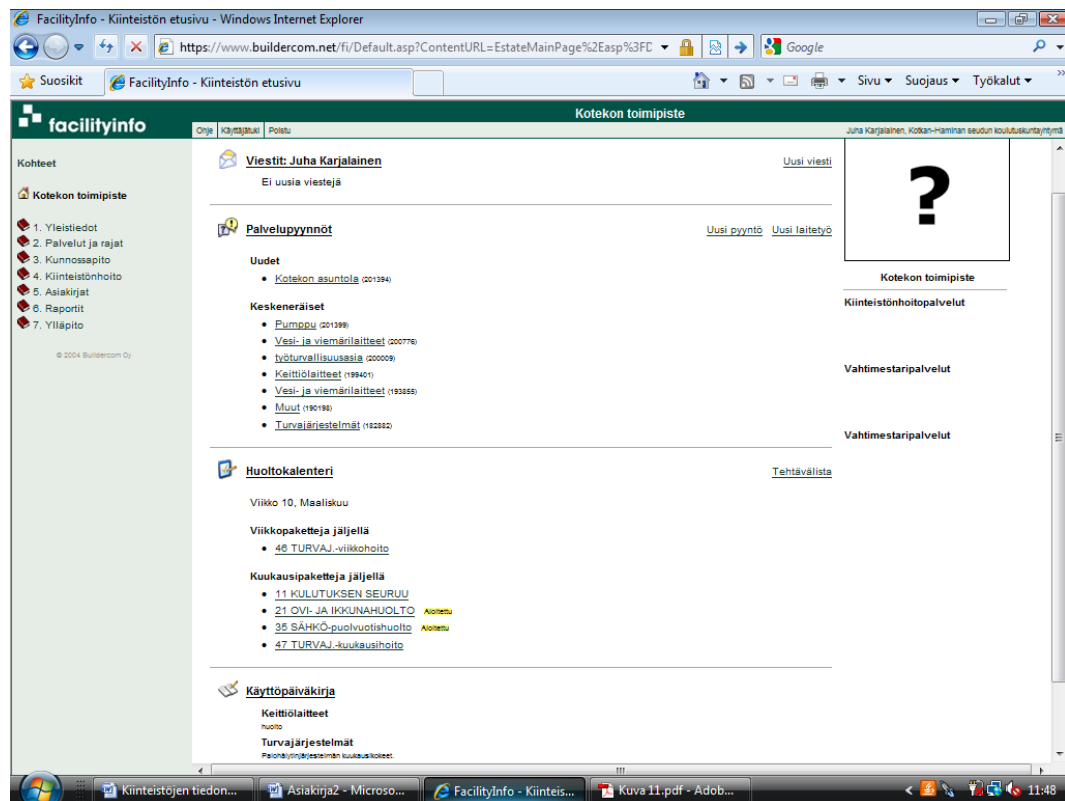 FacilityInfo - Kiinteistön etusivu - Windows Internet Explorer
https://www.buildercom.net/fi/Default.asp?ContentURL=EstateMainPage%2Easp%3FD
Google
Suosikit
FacilityInfo - Kiinteistön etusivu
Sivu
Suojaus
Työkalut
facilityinfo
Kotekon toimipiste
Ohje
Käyttäjätuki
Poistu
Juha Karjalainen, Kotkan-Haminan seudun koulutuskuntayhtymä
Kohteet
Kotekon toimipiste
1. Yleistiedot
2. Palvelut ja rajat
3. Kunnossapito
4. Kiinteistönhoito
5. Asiakirjat
6. Raportit
7. Ylläpito
© 2004 Buildercom Oy
Viestit: Juha Karjalainen
Uusi viesti
Ei uusia viestejä
Palvelupyynnöt
Uusi pyyntö
Uusi laitetyö
Uudet
Kotekon asuntola (201394)
Keskeneräiset
Pumppu (201399)
Vesi- ja viemärilaitteet (200776)
työturvallisuusasia (200009)
Keittiölaitteet (199401)
Vesi- ja viemärilaitteet (193855)
Muut (190198)
Turvajärjestelmät (182882)
Huoltokalenteri
Tehtävälista
Viikko 10, Maaliskuu
Viikkopaketteja jäljellä
46 TURVAJ.-viikkohoito
Kuukausipaketteja jäljellä
11 KULUTUKSEN SEURUU
21 OVI- JA IKKUNAHUOLTO Aloitettu
35 SÄHKÖ-puolvuotishuolto Aloitettu
47 TURVAJ.-kuukausihoito
Käyttöpäiväkirja
Keittiölaitteet
huolto
Turvajärjestelmät
Palohälytinjärjestelmän kuukausikokeet.
?
Kotekon toimipiste
Kiinteistönhoitopalvelut
Vahtimestaripalvelut
Vahtimestaripalvelut
Kiinteistöjen tiedon...
Asiakirja2 - Microso...
FacilityInfo - Kiinteis...
Kuva 11.pdf - Adob...
11:48